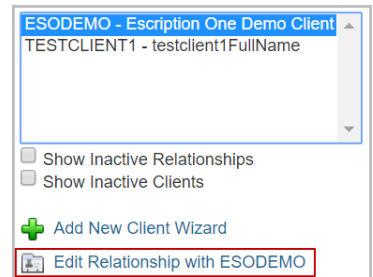 ESODEMO - Escription One Demo Client
TESTCLIENT1 - testclient1FullName
Show Inactive Relationships
Show Inactive Clients
Add New Client Wizard
Edit Relationship with ESODEMO